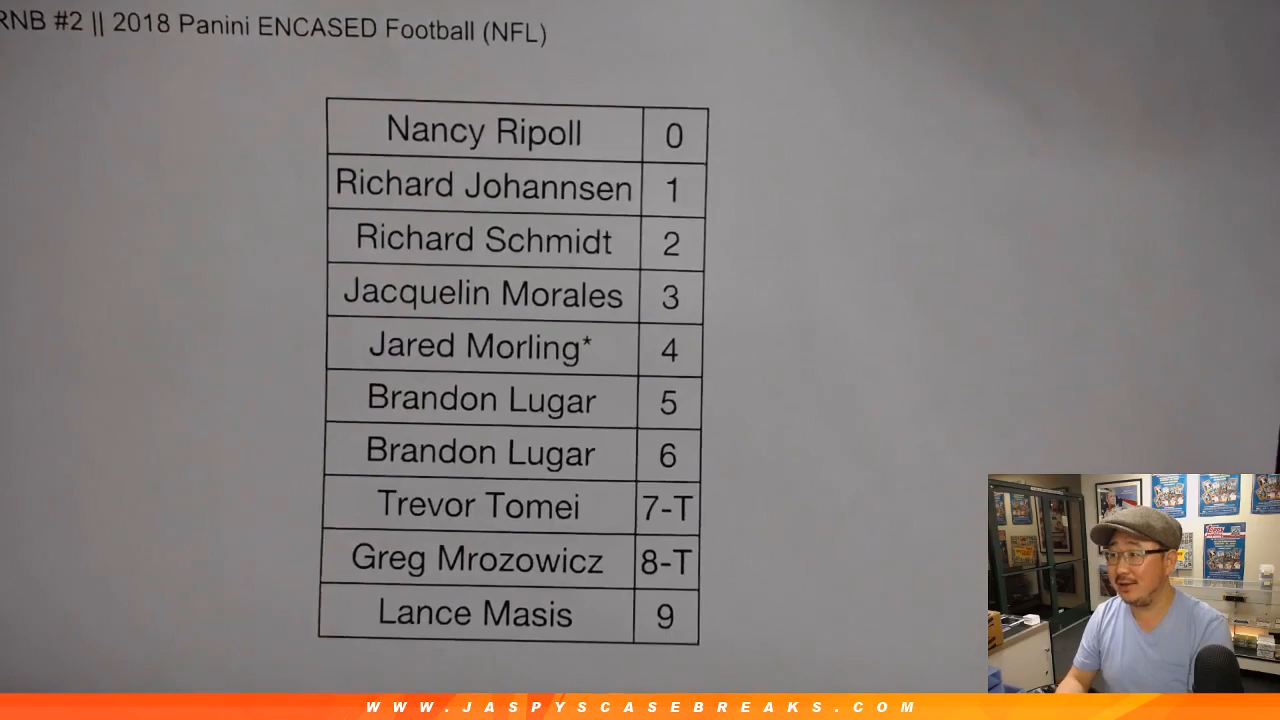 RNB #2 || 2018 Panini ENCASED Football (NFL)
Nancy Ripoll 0
Richard Johannsen 1
Richard Schmidt 2
Jacquelin Morales 3
Jared Morling* 4
Brandon Lugar 5
Brandon Lugar 6
Trevor Tomei 7-T
Greg Mrozowicz 8-T
Lance Masis 9
WWW.JASPYSCASEBREAKS.COM